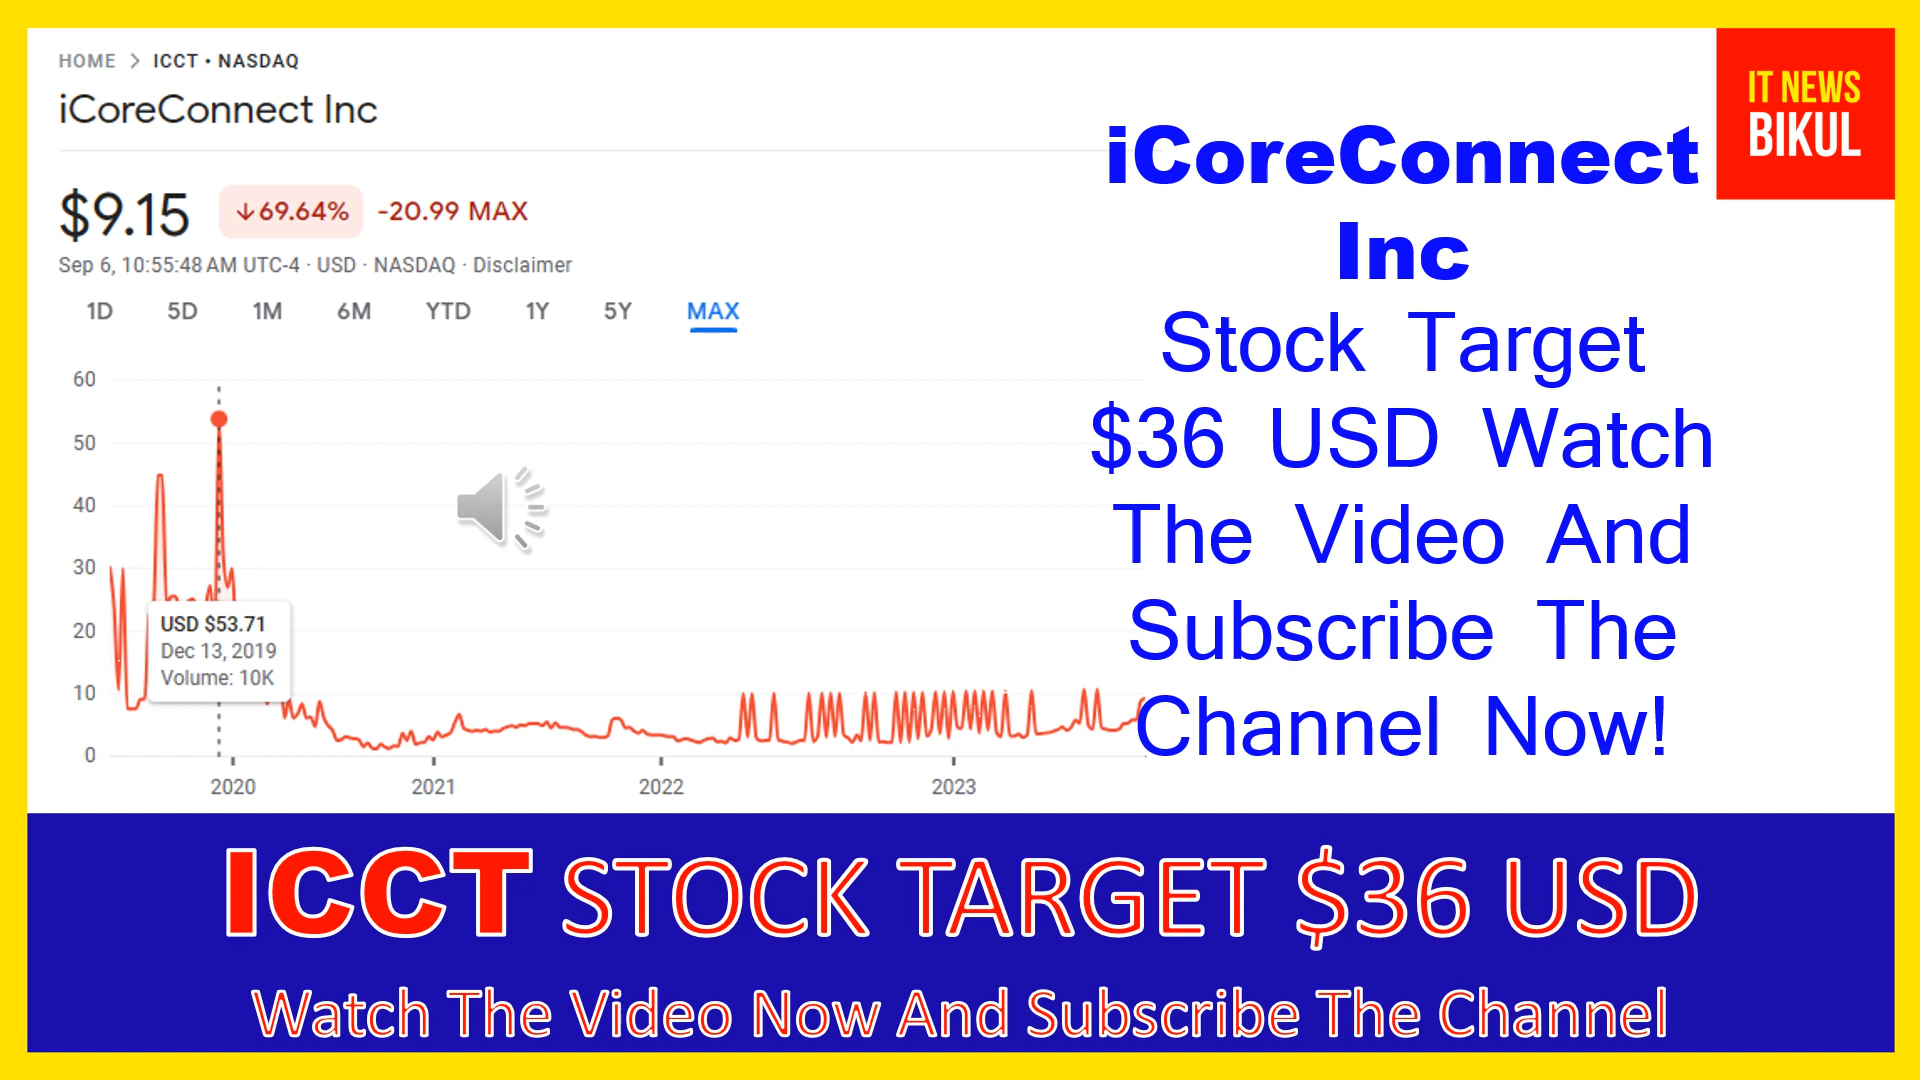 HOME > ICCT • NASDAQ
iCoreConnect Inc
$9.15 ↓69.64% -20.99 MAX
Sep 6, 10:55:48 AM UTC-4 · USD · NASDAQ · Disclaimer
1D 5D 1M 6M YTD 1Y 5Y MAX
60
50
40
30
20
10
0
USD $53.71
Dec 13, 2019
Volume: 10K
2020 2021 2022 2023
iCoreConnect
Inc
Stock Target
$36 USD Watch
The Video And
Subscribe The
Channel Now!
IT NEWS
BIKUL
ICCT STOCK TARGET $36 USD
Watch The Video Now And Subscribe The Channel